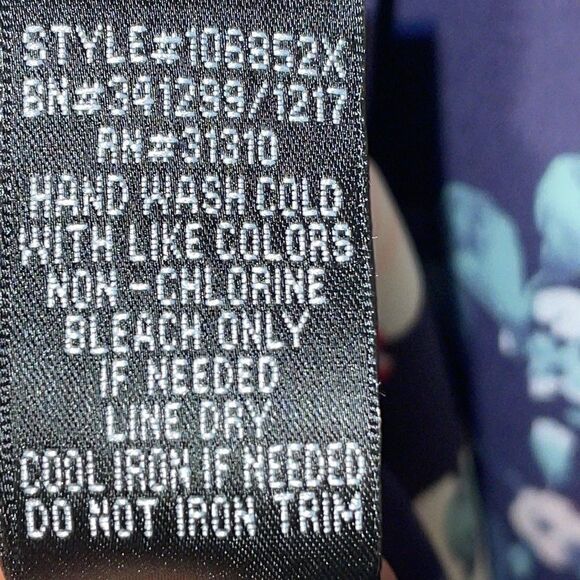 STYLE#106852X
BN#341299/1217
RN#31310
HAND WASH COLD
WITH LIKE COLORS
NON-CHLORINE
BLEACH ONLY
IF NEEDED
LINE DRY
COOL IRON IF NEEDED
DO NOT IRON TRIM